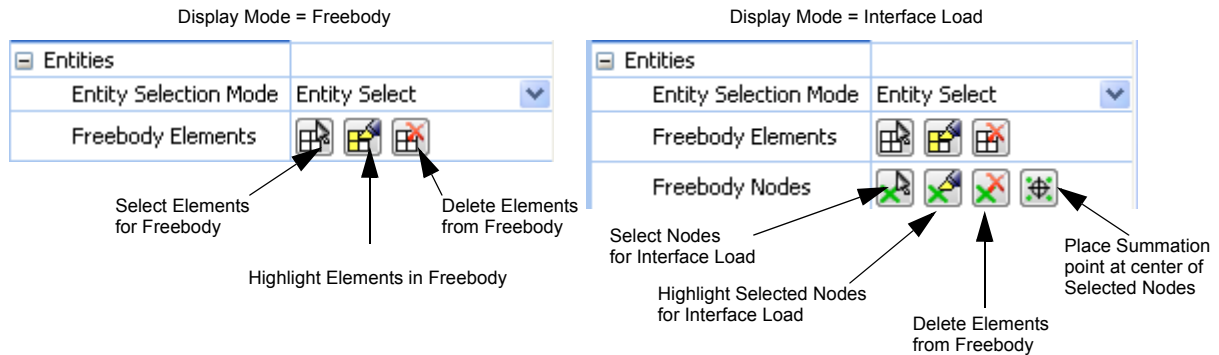 Display Mode = Freebody
Entities
Entity Selection Mode Entity Select
Freebody Elements
Select Elements
for Freebody
Delete Elements
from Freebody
Highlight Elements in Freebody
Display Mode = Interface Load
Entities
Entity Selection Mode Entity Select
Freebody Elements
Freebody Nodes
Select Nodes
for Interface Load
Highlight Selected Nodes
for Interface Load
Delete Elements
from Freebody
Place Summation
point at center of
Selected Nodes